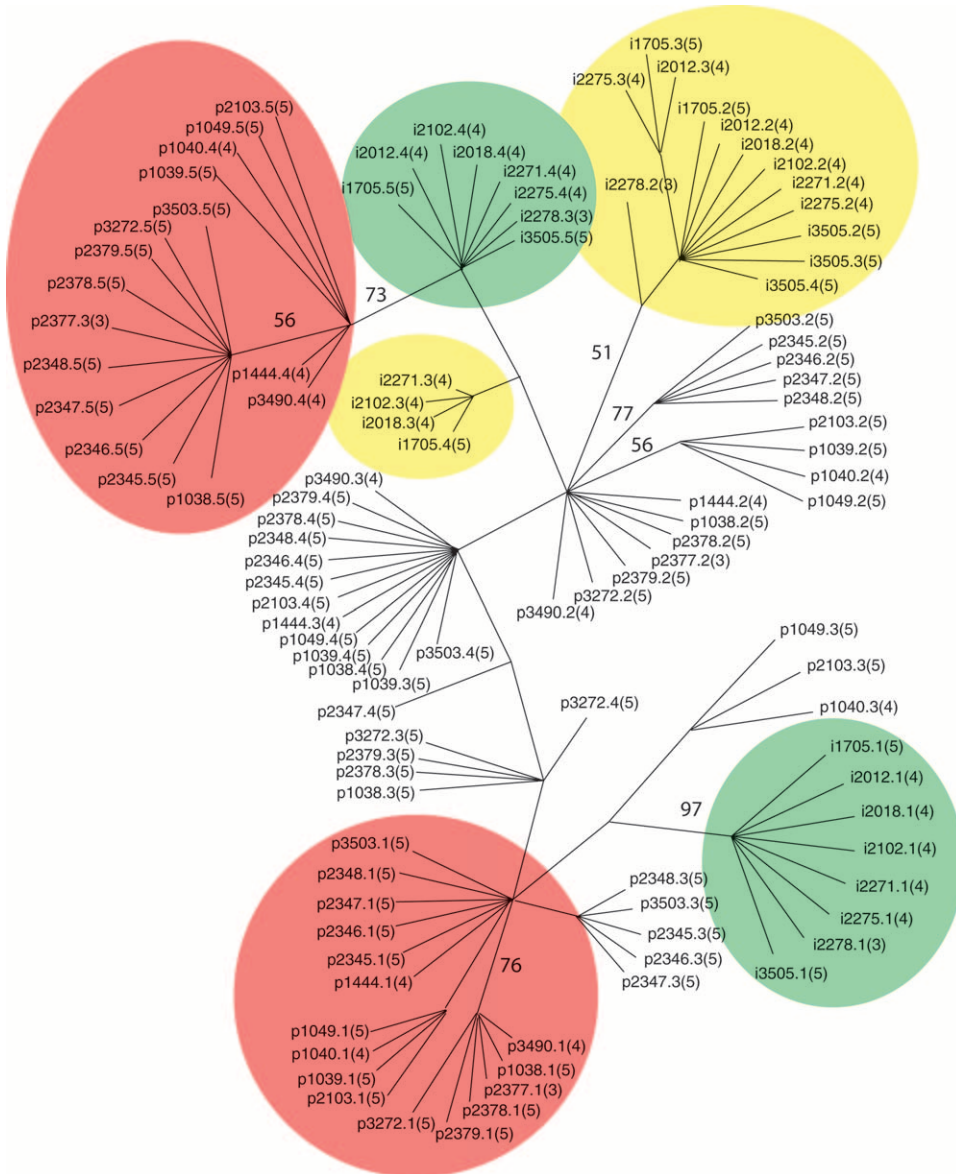 p2103.5(5)
p1049.5(5)
p1040.4(4)
p1039.5(5)
p3503.5(5)
p3272.5(5)
p2379.5(5)
p2378.5(5)
p2377.3(3)
p2348.5(5)
p2347.5(5)
p2346.5(5)
p2345.5(5)
p1038.5(5)
56
p1444.4(4)
p3490.4(4)
73
i2102.4(4)
i2012.4(4)
i2018.4(4)
i1705.5(5)
i2271.4(4)
i2275.4(4)
i2278.3(3)
i3505.5(5)
i1705.3(5)
i2012.3(4)
i2275.3(4)
i1705.2(5)
i2012.2(4)
i2018.2(4)
i2102.2(4)
i2278.2(3)
i2271.2(4)
i2275.2(4)
i3505.2(5)
i3505.3(5)
i3505.4(5)
51
i2271.3(4)
i2102.3(4)
i2018.3(4)
i1705.4(5)
p3503.2(5)
p2345.2(5)
p2346.2(5)
p2347.2(5)
p2348.2(5)
77
56
p2103.2(5)
p1039.2(5)
p1040.2(4)
p1049.2(5)
p1444.2(4)
p1038.2(5)
p2378.2(5)
p2377.2(3)
p2379.2(5)
p3272.2(5)
p3490.2(4)
p3490.3(4)
p2379.4(5)
p2378.4(5)
p2348.4(5)
p2346.4(5)
p2345.4(5)
p2103.4(5)
p1444.3(4)
p1049.4(5)
p1039.4(5)
p1038.4(5)
p1039.3(5)
p3503.4(5)
p2347.4(5)
p3272.4(5)
p3272.3(5)
p2379.3(5)
p2378.3(5)
p1038.3(5)
p1049.3(5)
p2103.3(5)
p1040.3(4)
97
i1705.1(5)
i2012.1(4)
i2018.1(4)
i2102.1(4)
i2271.1(4)
i2275.1(4)
i2278.1(3)
i3505.1(5)
p3503.1(5)
p2348.1(5)
p2347.1(5)
p2346.1(5)
p2345.1(5)
p1444.1(4)
76
p2348.3(5)
p3503.3(5)
p2345.3(5)
p2346.3(5)
p2347.3(5)
p1049.1(5)
p1040.1(4)
p1039.1(5)
p2103.1(5)
p3490.1(4)
p1038.1(5)
p2377.1(3)
p2378.1(5)
p3272.1(5)
p2379.1(5)